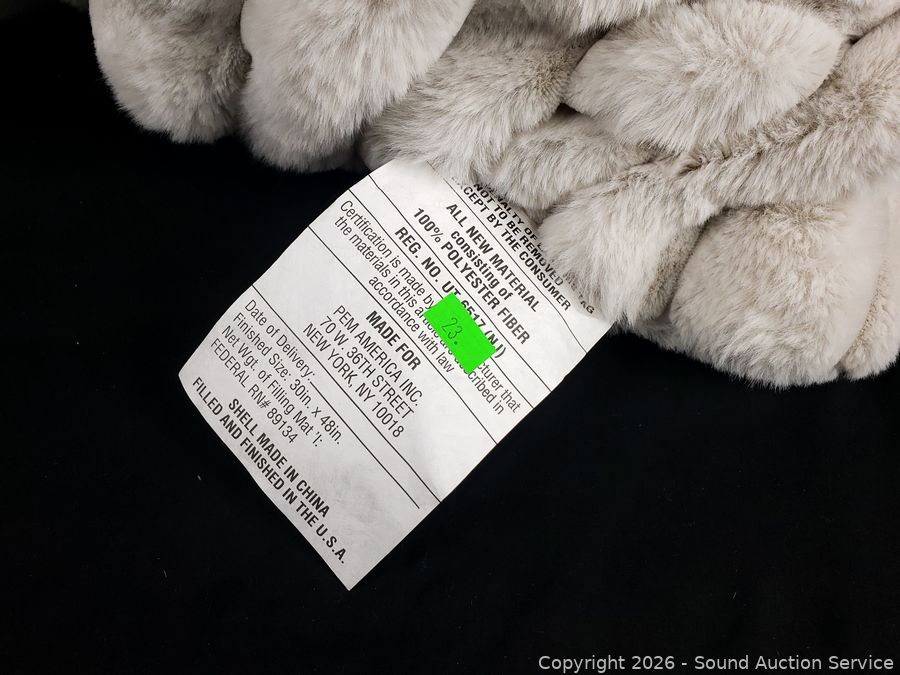 NOT TO BE REMOVED
EXCEPT BY THE CONSUMER
ALL NEW MATERIAL
consisting of
100% POLYESTER FIBER
REG. NO. UT 6517 (NJ)
Certification is made by
the materials in this
accordance with law
MADE FOR
PEM AMERICA INC.
70 W. 36TH STREET
NEW YORK, NY 10018
Date of Delivery:
Finished Size: 30in. x 48in.
Net Wgt. of Filling Mat 'l:
FEDERAL RN# 89134
SHELL MADE IN CHINA
FILLED AND FINISHED IN THE U.S.A.
23.
Copyright © 2026 - Sound Auction Service